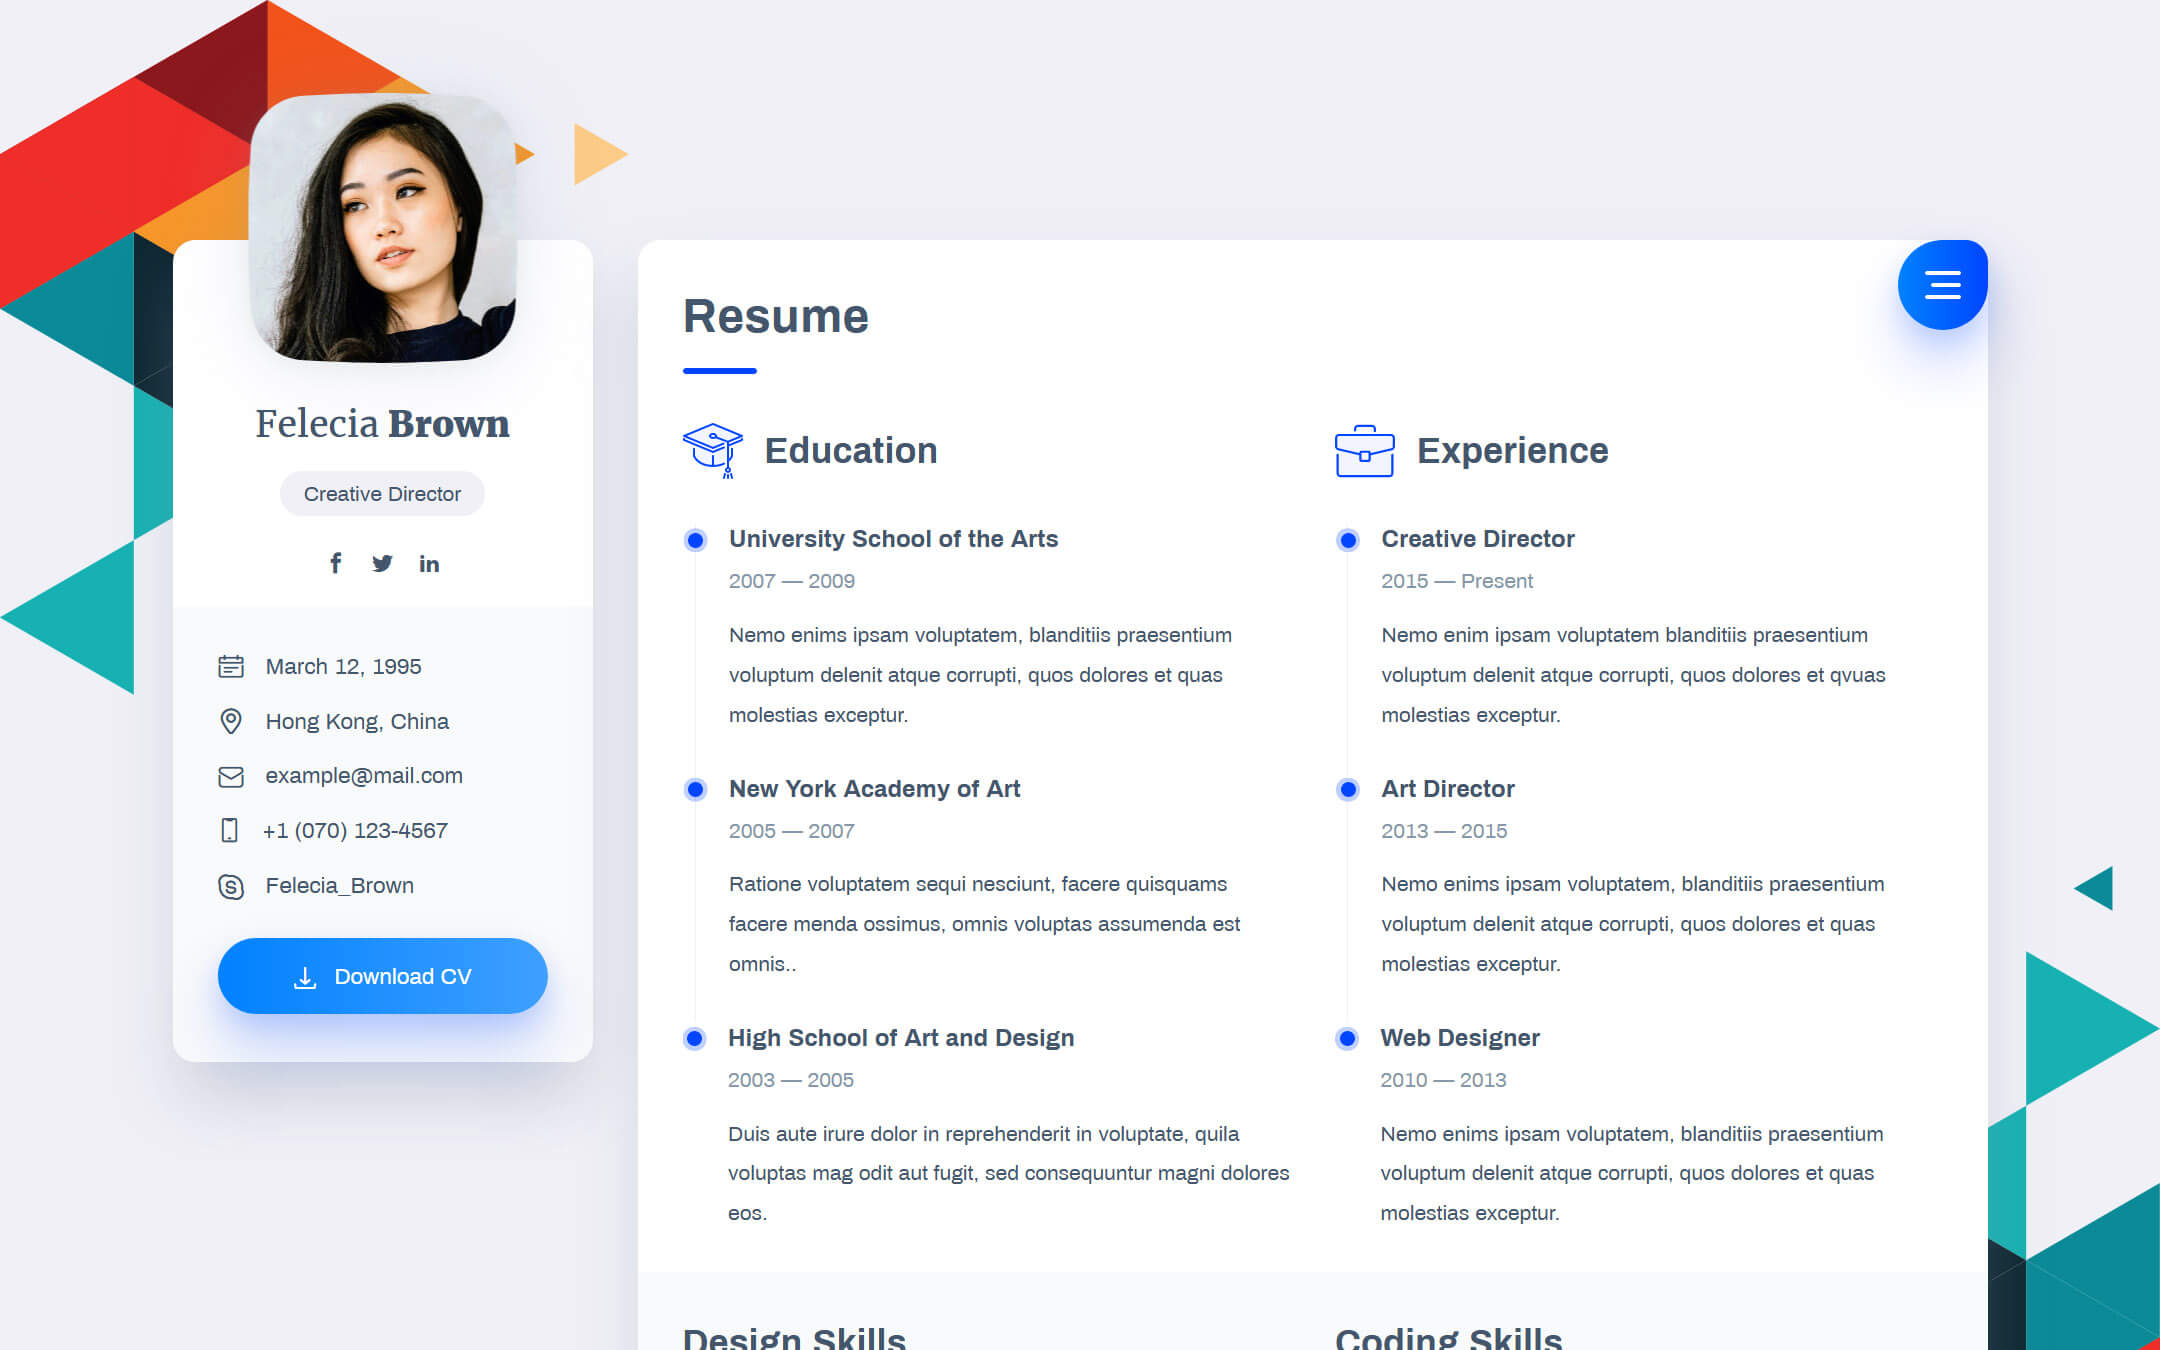 Felecia Brown
Creative Director
March 12, 1995
Hong Kong, China
example@mail.com
+1 (070) 123-4567
Felecia_Brown
Download CV
Resume
Education
University School of the Arts
2007 — 2009
Nemo enims ipsam voluptatem, blanditiis praesentium
voluptum delenit atque corrupti, quos dolores et quas
molestias exceptur.
New York Academy of Art
2005 — 2007
Ratione voluptatem sequi nesciunt, facere quisquams
facere menda ossimus, omnis voluptas assumenda est
omnis..
High School of Art and Design
2003 — 2005
Duis aute irure dolor in reprehenderit in voluptate, quila
voluptas mag odit aut fugit, sed consequuntur magni dolores
eos.
Experience
Creative Director
2015 — Present
Nemo enim ipsam voluptatem blanditiis praesentium
voluptum delenit atque corrupti, quos dolores et qvuas
molestias exceptur.
Art Director
2013 — 2015
Nemo enims ipsam voluptatem, blanditiis praesentium
voluptum delenit atque corrupti, quos dolores et quas
molestias exceptur.
Web Designer
2010 — 2013
Nemo enims ipsam voluptatem, blanditiis praesentium
voluptum delenit atque corrupti, quos dolores et quas
molestias exceptur.
Design Skills
Coding Skills